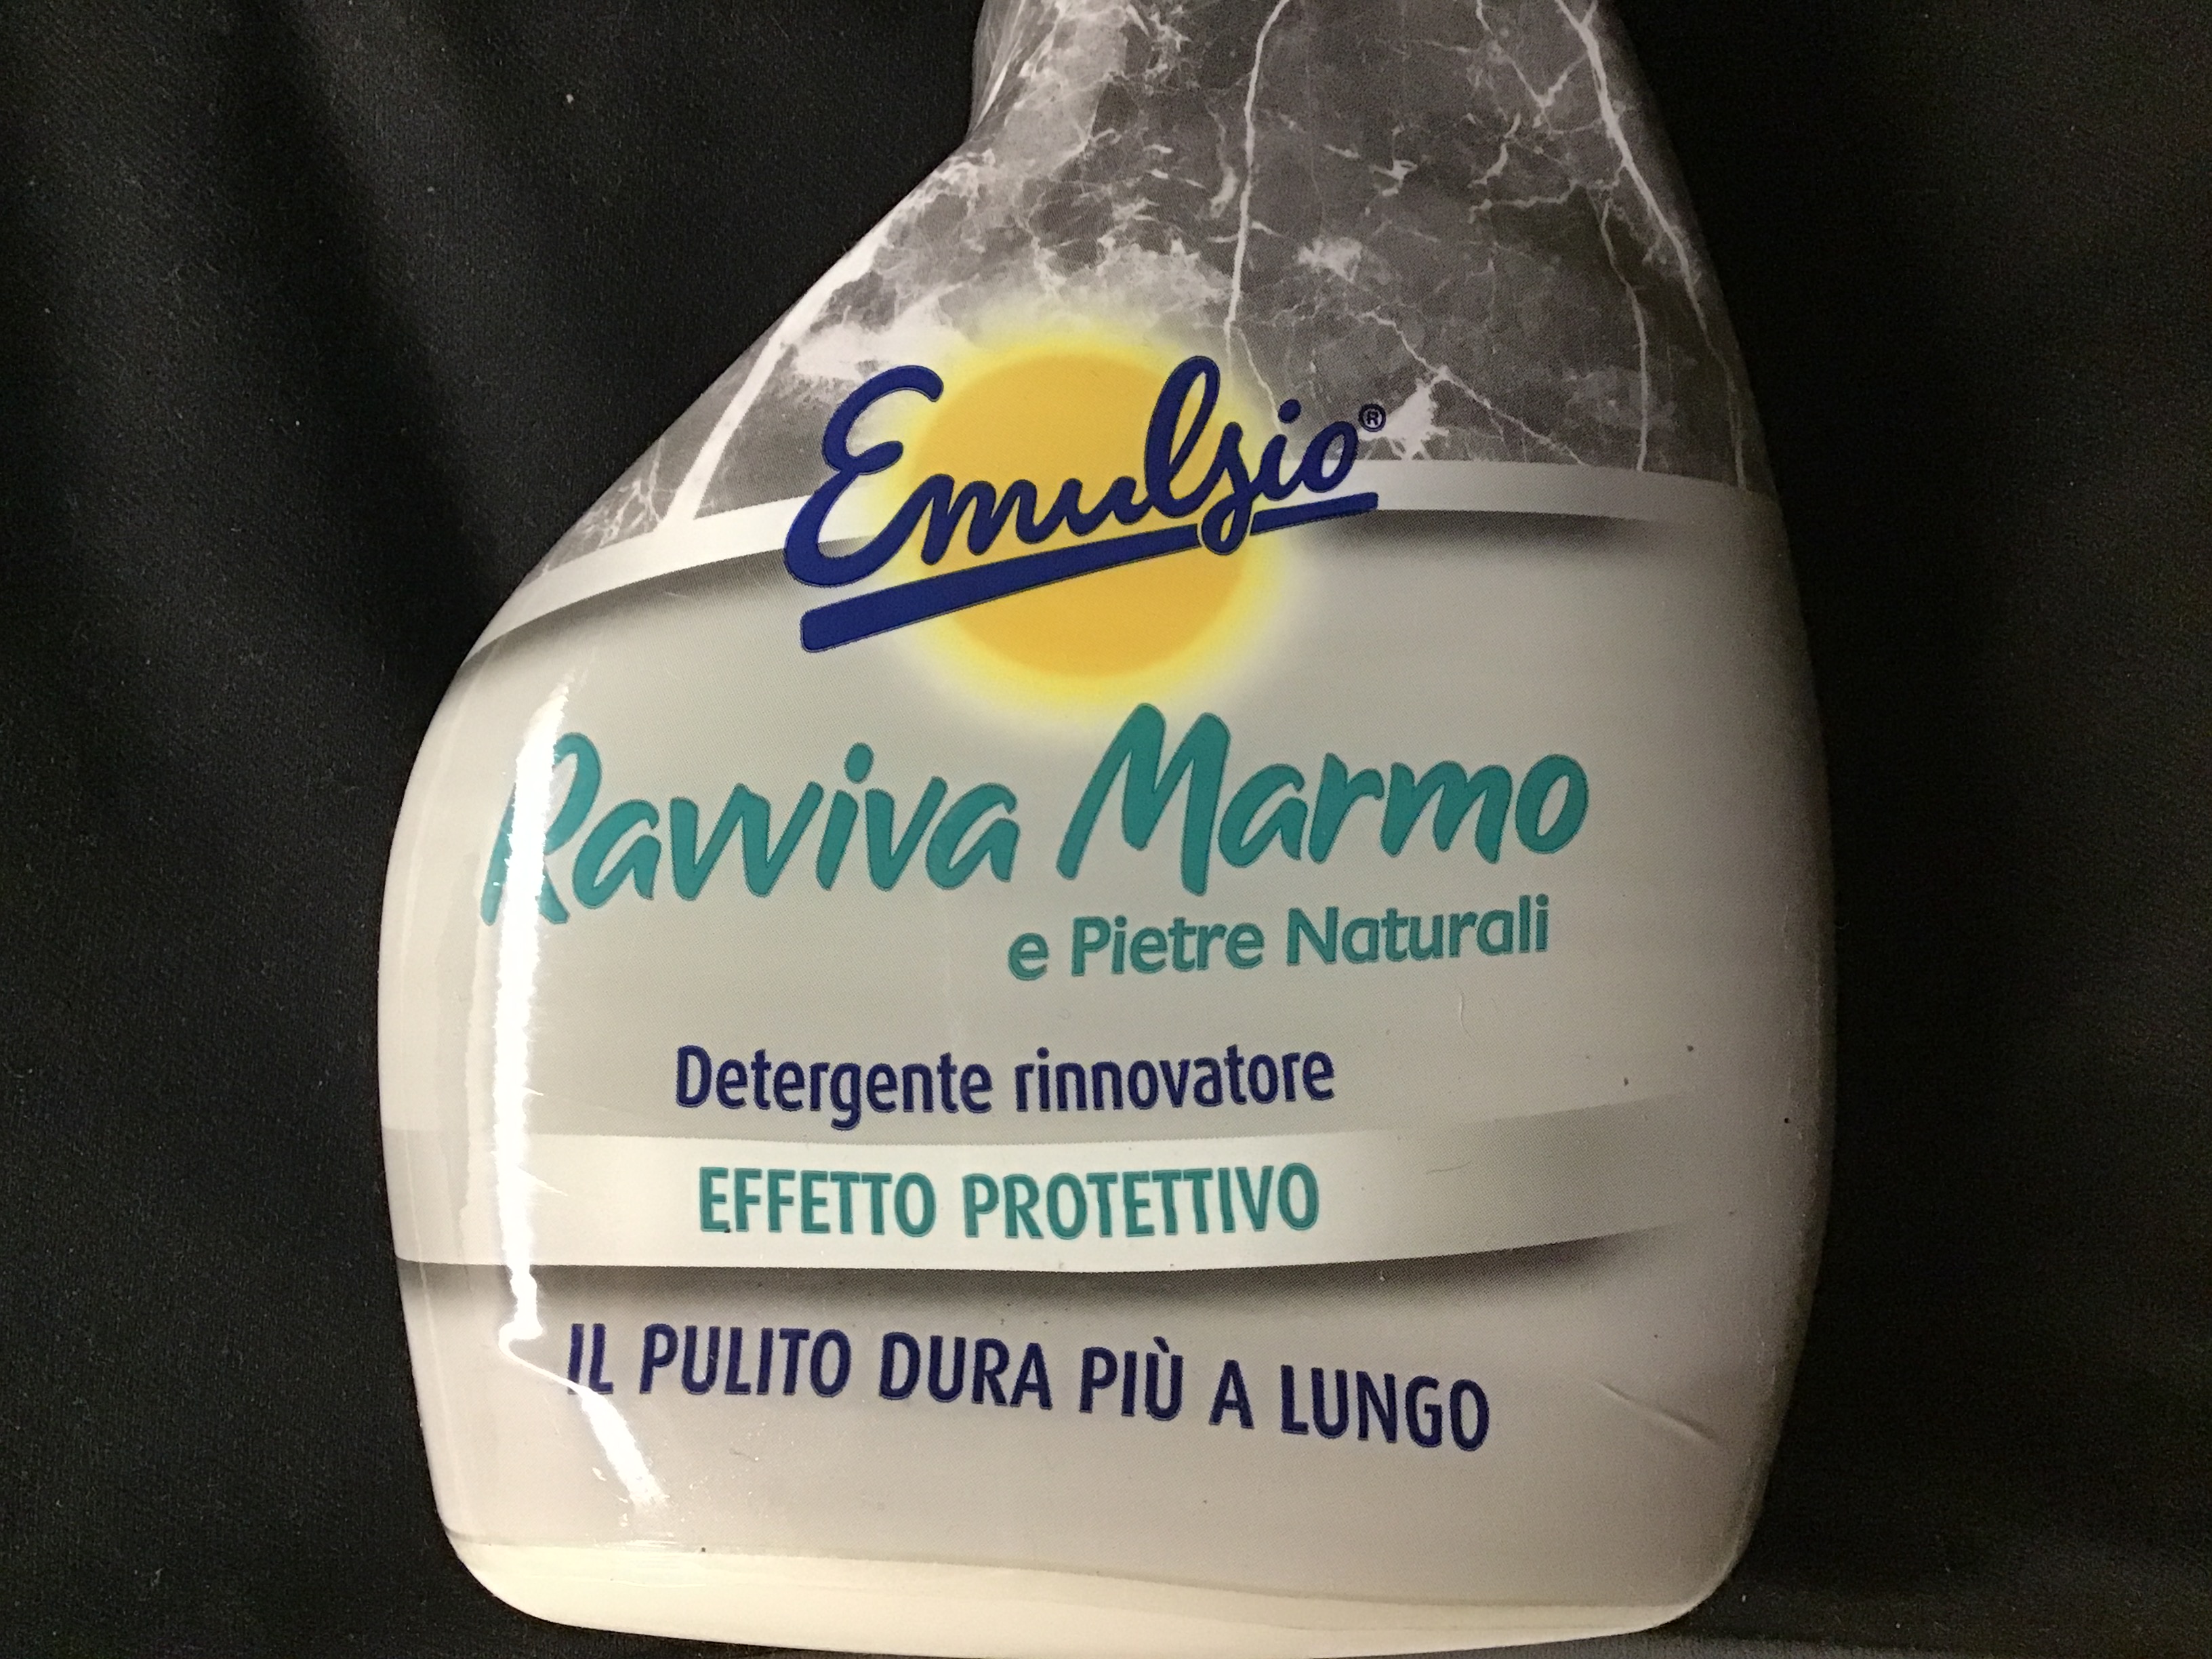 Emulsio®
Ravviva Marmo
e Pietre Naturali
Detergente rinnovatore
EFFETTO PROTETTIVO
IL PULITO DURA PIÙ A LUNGO